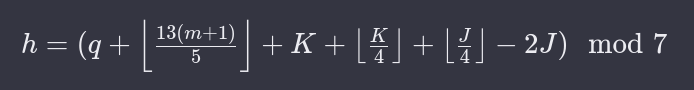 h = (q + ⌊13(m+1)/5⌋ + K + ⌊K/4⌋ + ⌊J/4⌋ − 2J) mod 7